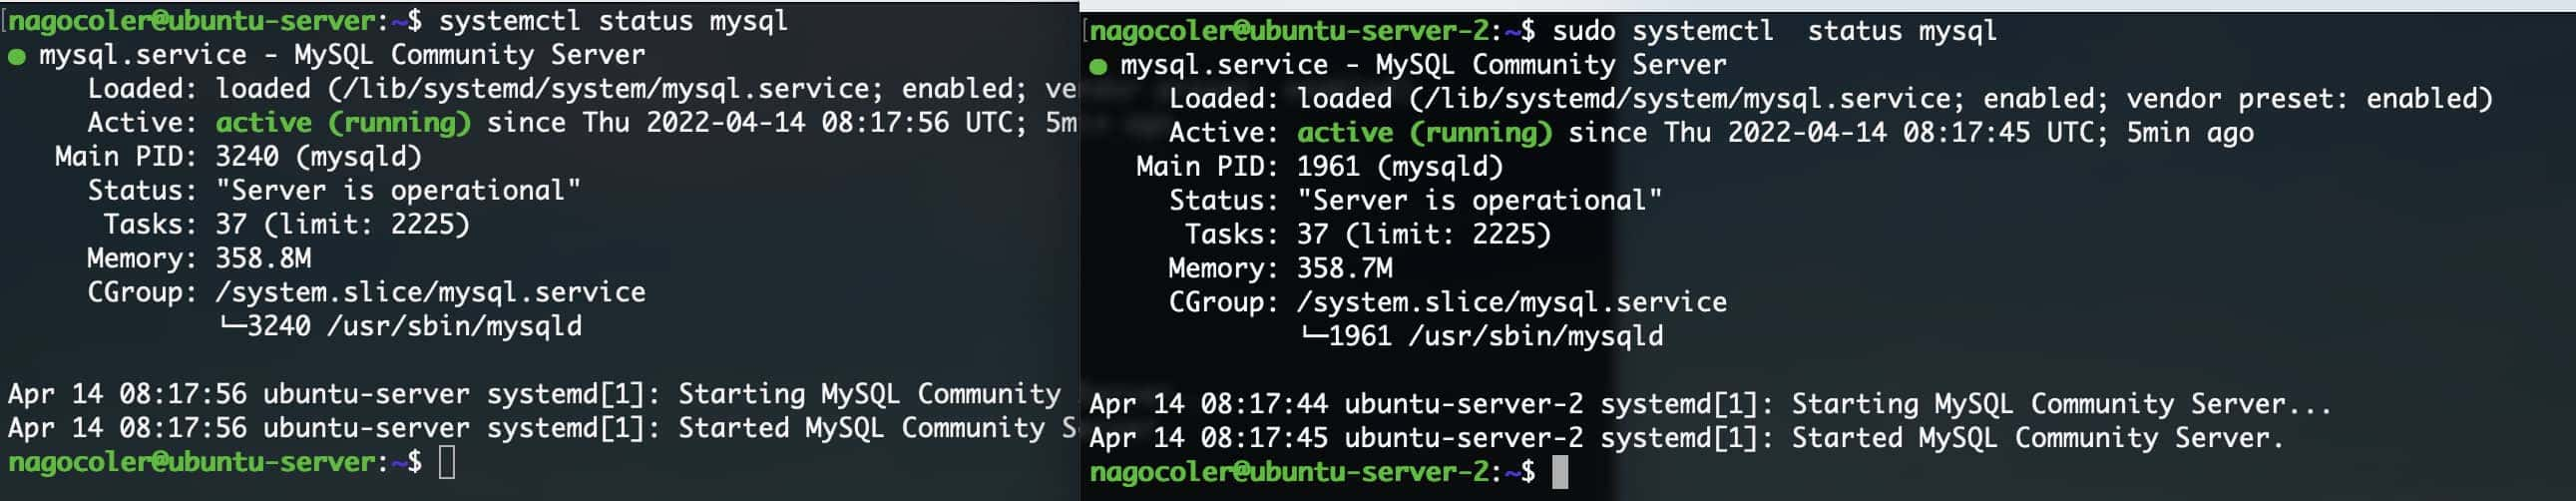 [nagocoler@ubuntu-server:~$ systemctl status mysql
● mysql.service - MySQL Community Server
Loaded: loaded (/lib/systemd/system/mysql.service; enabled; ve
Active: active (running) since Thu 2022-04-14 08:17:56 UTC; 5m
Main PID: 3240 (mysqld)
Status: "Server is operational"
Tasks: 37 (limit: 2225)
Memory: 358.8M
CGroup: /system.slice/mysql.service
└─3240 /usr/sbin/mysqld
Apr 14 08:17:56 ubuntu-server systemd[1]: Starting MySQL Community
Apr 14 08:17:56 ubuntu-server systemd[1]: Started MySQL Community S
nagocoler@ubuntu-server:~$
[nagocoler@ubuntu-server-2:~$ sudo systemctl  status mysql
● mysql.service - MySQL Community Server
Loaded: loaded (/lib/systemd/system/mysql.service; enabled; vendor preset: enabled)
Active: active (running) since Thu 2022-04-14 08:17:45 UTC; 5min ago
Main PID: 1961 (mysqld)
Status: "Server is operational"
Tasks: 37 (limit: 2225)
Memory: 358.7M
CGroup: /system.slice/mysql.service
└─1961 /usr/sbin/mysqld
Apr 14 08:17:44 ubuntu-server-2 systemd[1]: Starting MySQL Community Server...
Apr 14 08:17:45 ubuntu-server-2 systemd[1]: Started MySQL Community Server.
nagocoler@ubuntu-server-2:~$